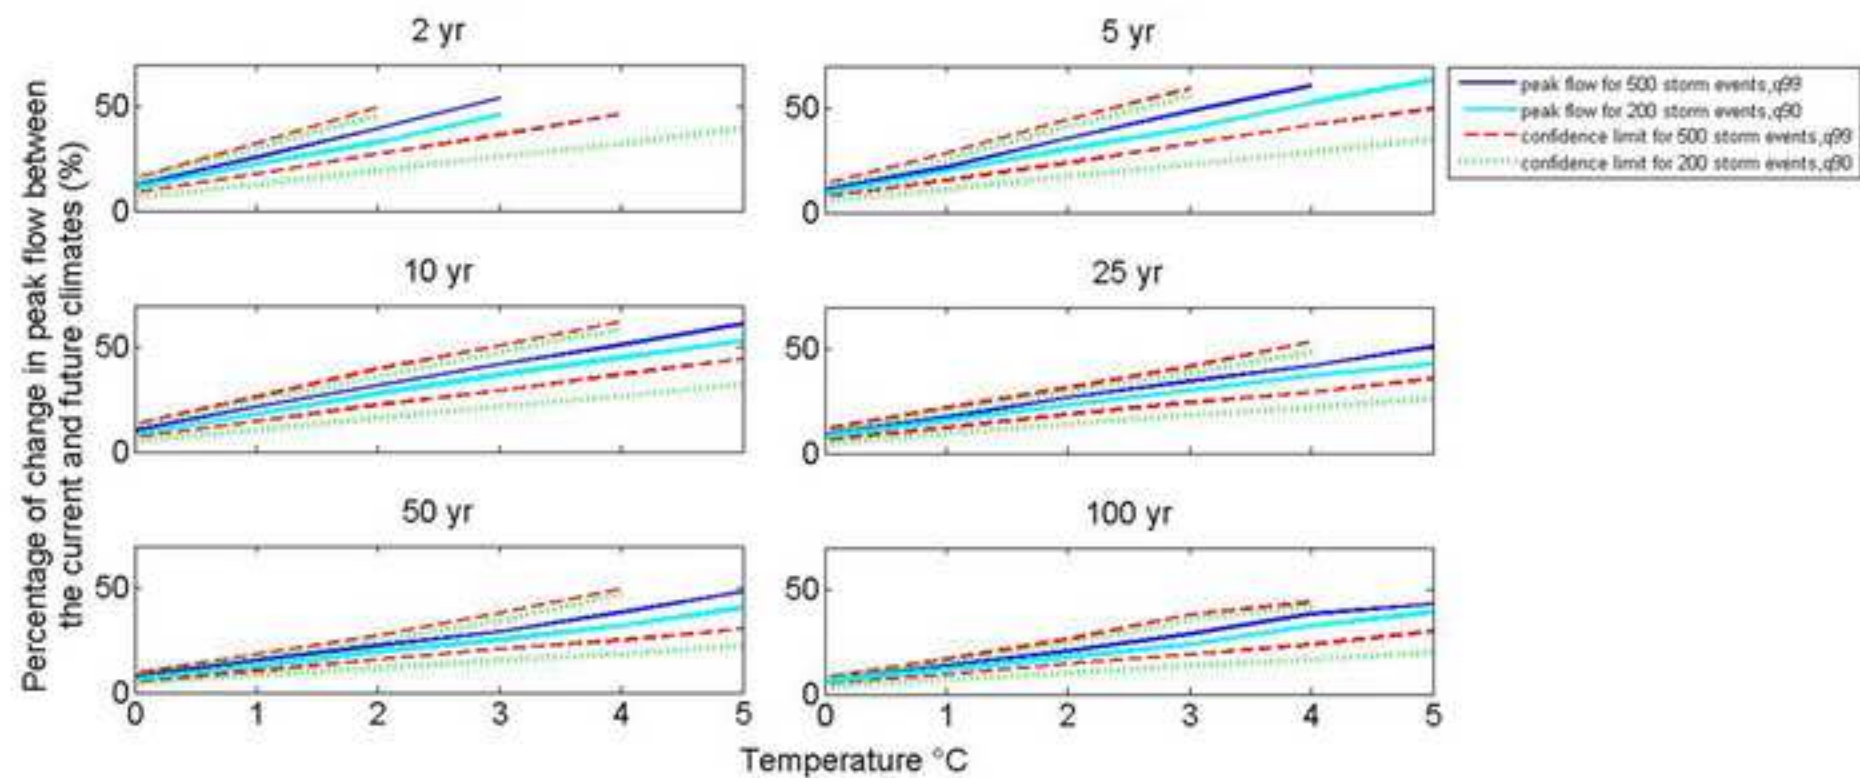 2 yr
5 yr
peak flow for 500 storm events,q99
peak flow for 200 storm events,q90
confidence limit for 500 storm events,q99
confidence limit for 200 storm events,q90
50
0
50
0
10 yr
25 yr
50
0
50
0
50 yr
100 yr
50
0
50
0
0 1 2 3 4 5
0 1 2 3 4 5
Percentage of change in peak flow between
the current and future climates (%)
Temperature °C